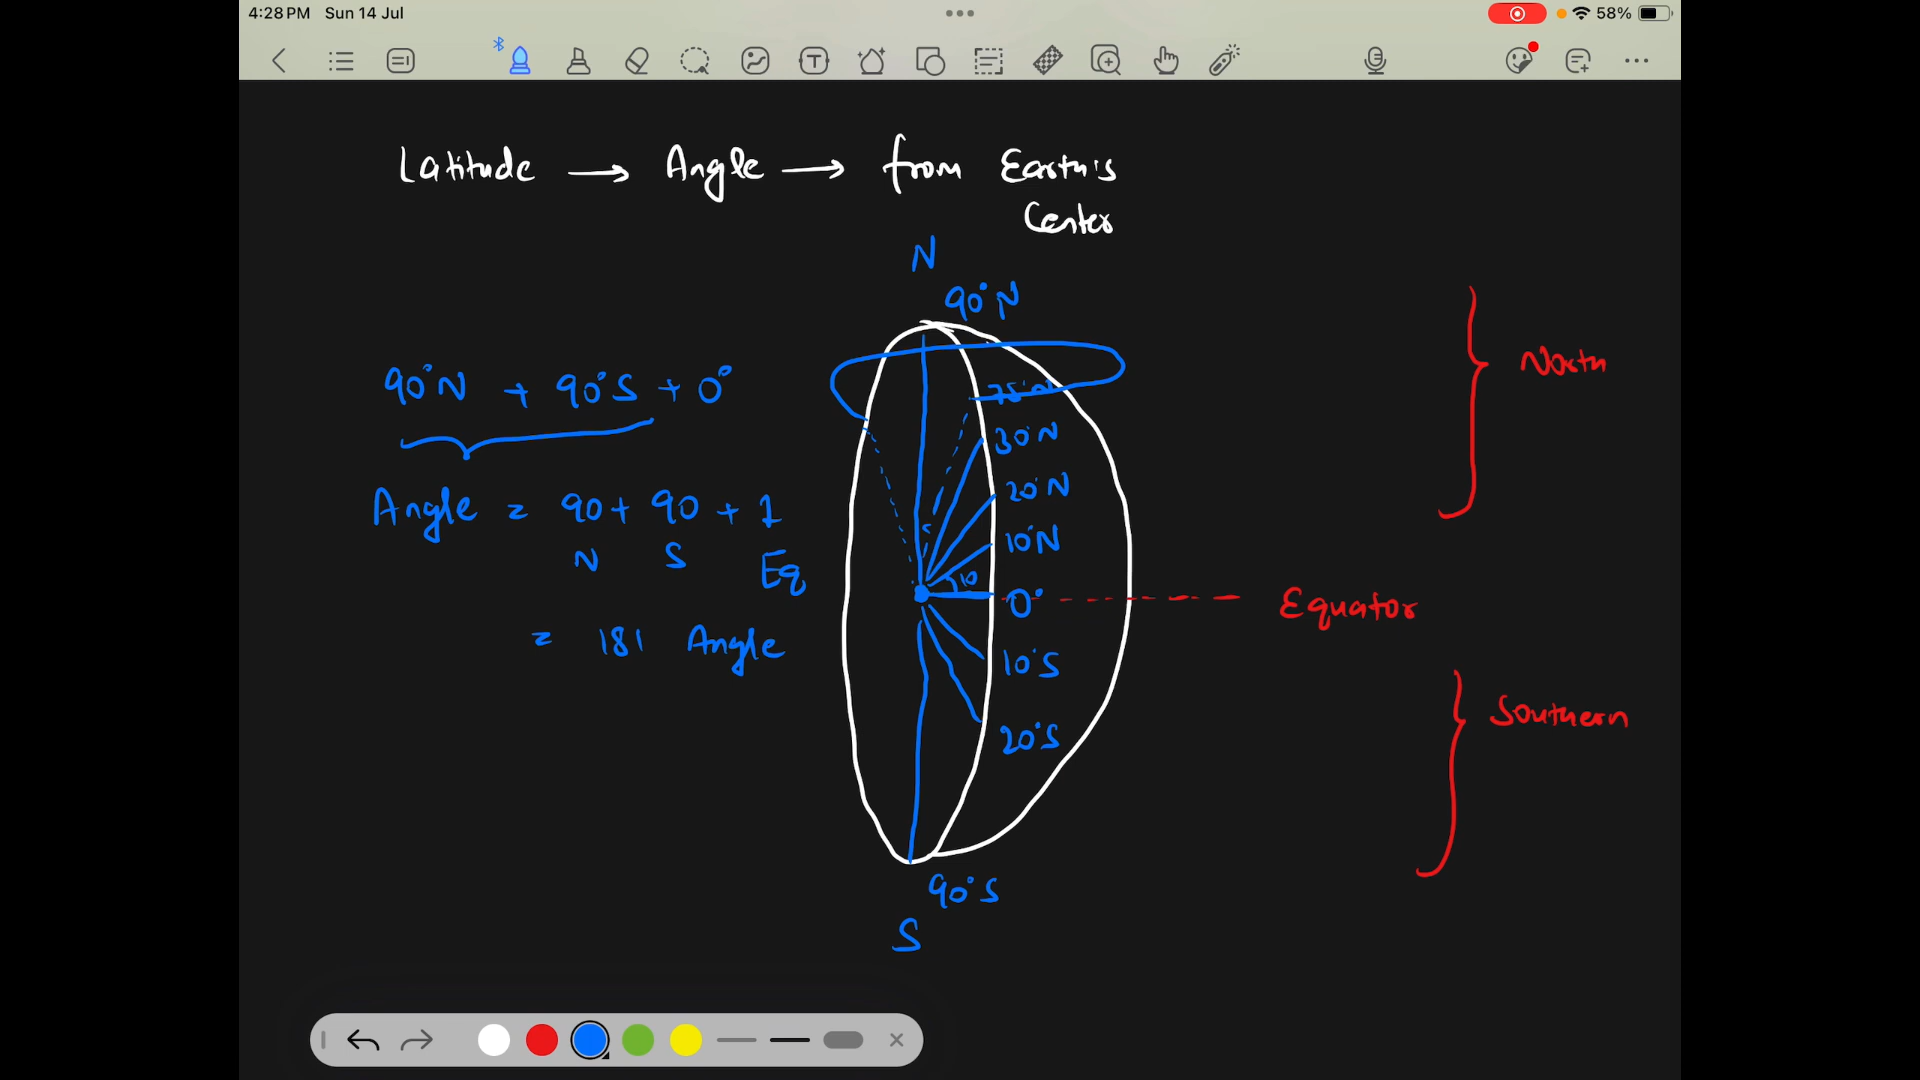 4:28 PM Sun 14 Jul
58%
Latitude → Angle → from Earth's
Center
N
90°N
90°N + 90°S + 0°
75°N
30°N
20°N
10°N
10
0°
10°S
20°S
90°S
S
Angle = 90 + 90 + 1
N S Eq
= 181 Angle
North
Equator
Southern